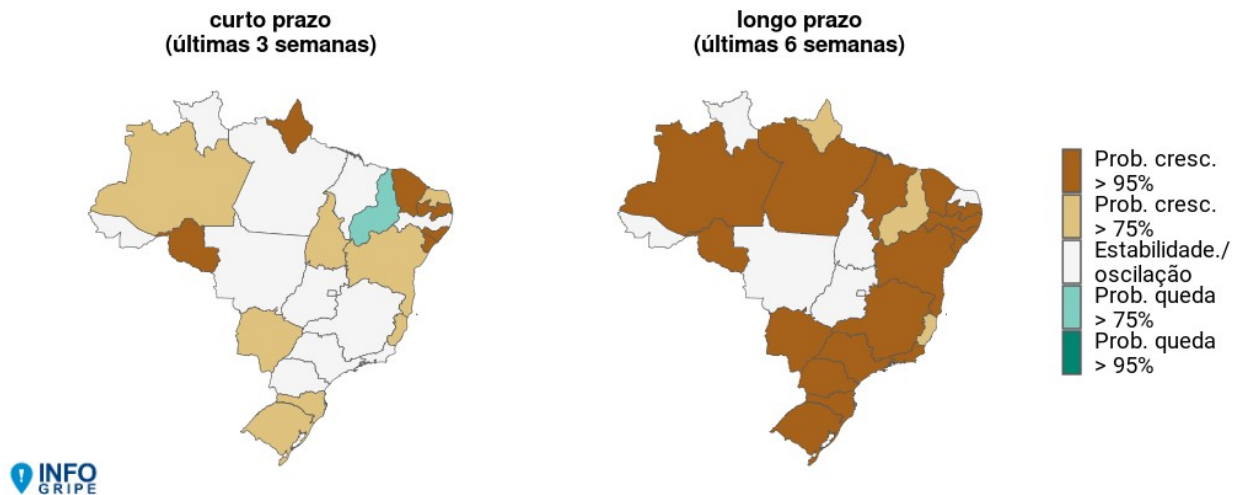 curto prazo
(últimas 3 semanas)
longo prazo
(últimas 6 semanas)
Prob. cresc.
> 95%
Prob. cresc.
> 75%
Estabilidade./
oscilação
Prob. queda
> 75%
Prob. queda
> 95%
INFO
GRIPE